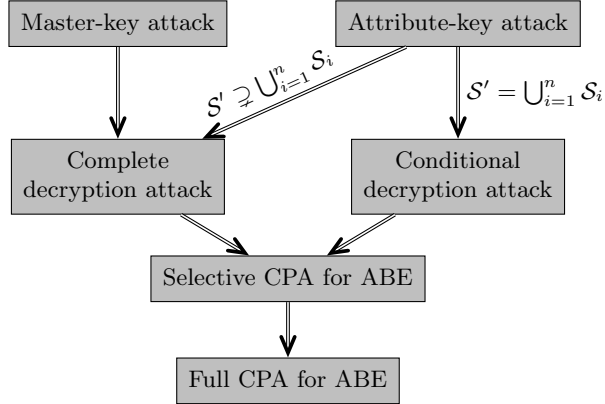 Master-key attack
Attribute-key attack
𝒮′ ⊋ ⋃ⁿᵢ₌₁ 𝒮ᵢ
𝒮′ = ⋃ⁿᵢ₌₁ 𝒮ᵢ
Complete
decryption attack
Conditional
decryption attack
Selective CPA for ABE
Full CPA for ABE